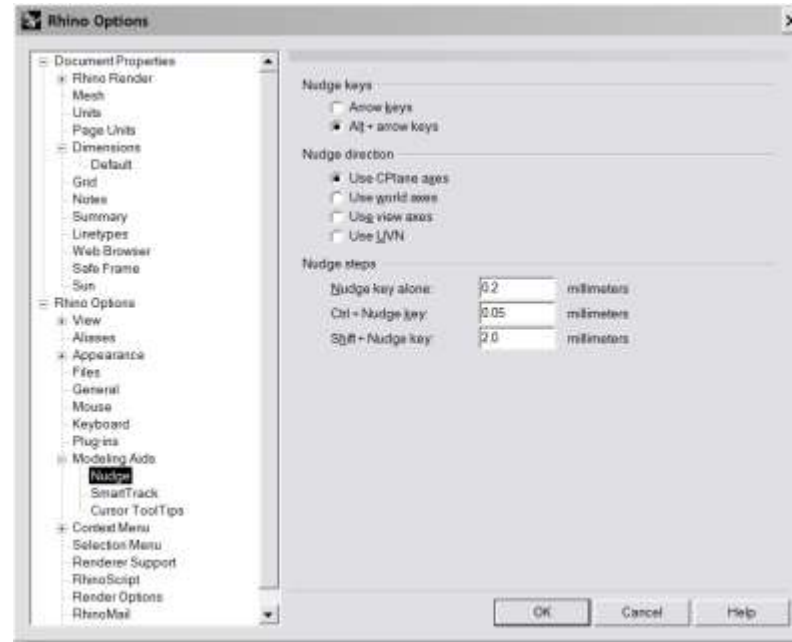 Rhino Options
Document Properties
Rhino Render
Mesh
Units
Page Units
Dimensions
Default
Grid
Notes
Summary
Linetypes
Web Browser
Safe Frame
Sun
Rhino Options
View
Aliases
Appearance
Files
General
Mouse
Keyboard
Plug-ins
Modeling Aids
Nudge
SmartTrack
Cursor ToolTips
Context Menu
Selection Menu
Renderer Support
RhinoScript
Render Options
RhinoMail
Nudge keys
Arrow keys
Alt + arrow keys
Nudge direction
Use CPlane axes
Use world axes
Use view axes
Use UVN
Nudge steps
Nudge key alone: 0.2 millimeters
Ctrl + Nudge key: 0.05 millimeters
Shift + Nudge key: 2.0 millimeters
OK Cancel Help